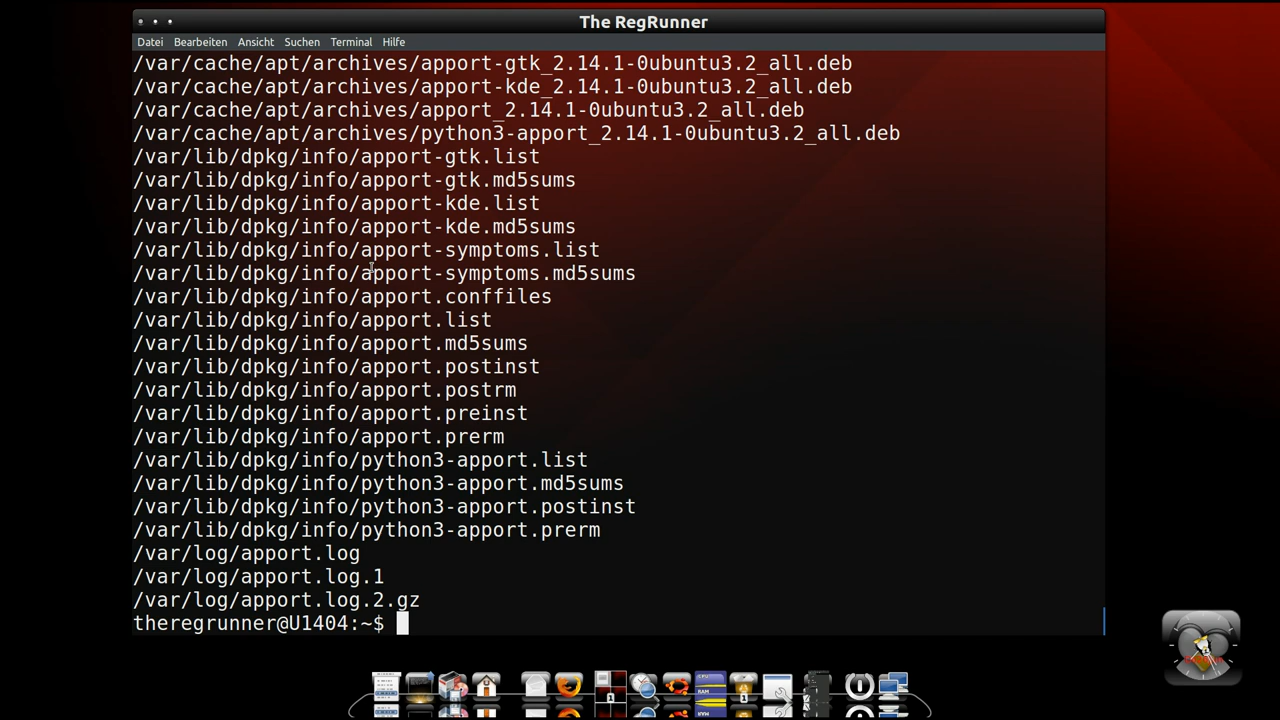 The RegRunner
Datei Bearbeiten Ansicht Suchen Terminal Hilfe
/var/cache/apt/archives/apport-gtk_2.14.1-0ubuntu3.2_all.deb
/var/cache/apt/archives/apport-kde_2.14.1-0ubuntu3.2_all.deb
/var/cache/apt/archives/apport_2.14.1-0ubuntu3.2_all.deb
/var/cache/apt/archives/python3-apport_2.14.1-0ubuntu3.2_all.deb
/var/lib/dpkg/info/apport-gtk.list
/var/lib/dpkg/info/apport-gtk.md5sums
/var/lib/dpkg/info/apport-kde.list
/var/lib/dpkg/info/apport-kde.md5sums
/var/lib/dpkg/info/apport-symptoms.list
/var/lib/dpkg/info/apport-symptoms.md5sums
/var/lib/dpkg/info/apport.conffiles
/var/lib/dpkg/info/apport.list
/var/lib/dpkg/info/apport.md5sums
/var/lib/dpkg/info/apport.postinst
/var/lib/dpkg/info/apport.postrm
/var/lib/dpkg/info/apport.preinst
/var/lib/dpkg/info/apport.prerm
/var/lib/dpkg/info/python3-apport.list
/var/lib/dpkg/info/python3-apport.md5sums
/var/lib/dpkg/info/python3-apport.postinst
/var/lib/dpkg/info/python3-apport.prerm
/var/log/apport.log
/var/log/apport.log.1
/var/log/apport.log.2.gz
theregrunner@U1404:~$
RAM